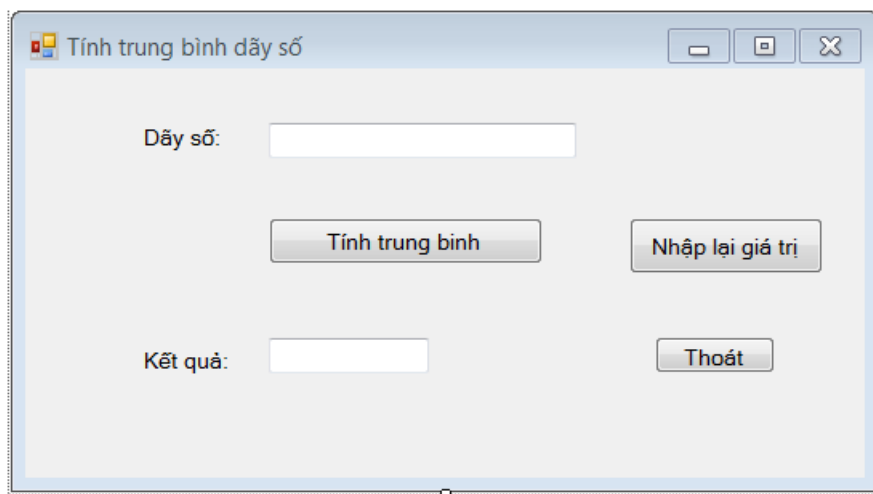 Tính trung bình dãy số
Dãy số:
Tính trung binh
Nhập lại giá trị
Kết quả:
Thoát